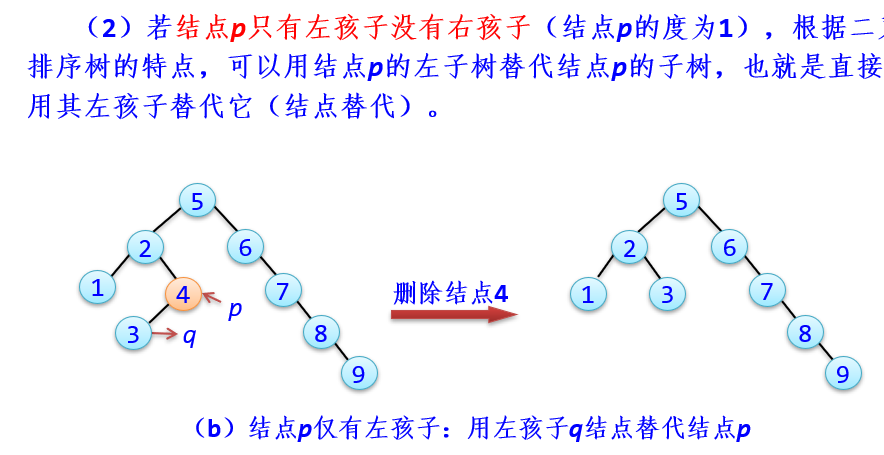 （2）若结点p只有左孩子没有右孩子（结点p的度为1），根据二
排序树的特点，可以用结点p的左子树替代结点p的子树，也就是直接
用其左孩子替代它（结点替代）。
5
5
2
6
2
6
1
4
7
1
3
7
删除结点4
p
3
q
8
8
9
9
（b）结点p仅有左孩子：用左孩子q结点替代结点p